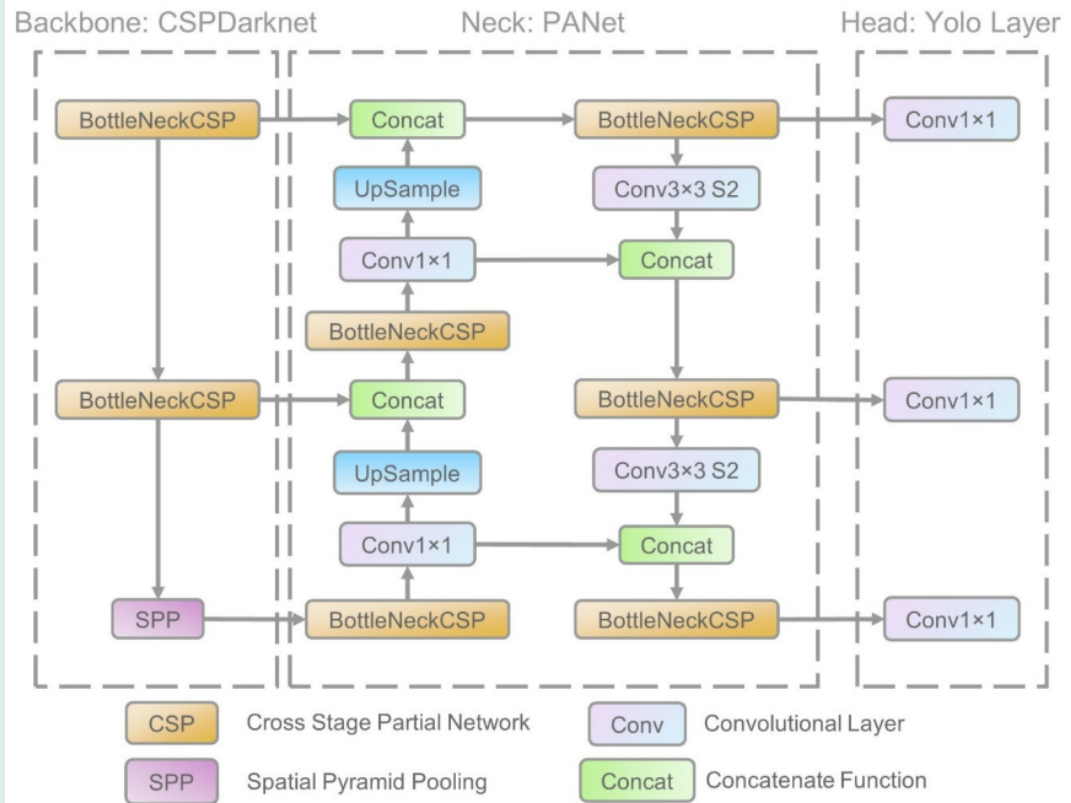 Backbone: CSPDarknet Neck: PANet Head: Yolo Layer
BottleNeckCSP Concat BottleNeckCSP Conv1×1
UpSample Conv3×3 S2
Conv1×1 Concat
BottleNeckCSP
BottleNeckCSP Concat BottleNeckCSP Conv1×1
UpSample Conv3×3 S2
Conv1×1 Concat
SPP BottleNeckCSP BottleNeckCSP Conv1×1
CSP Cross Stage Partial Network Conv Convolutional Layer
SPP Spatial Pyramid Pooling Concat Concatenate Function